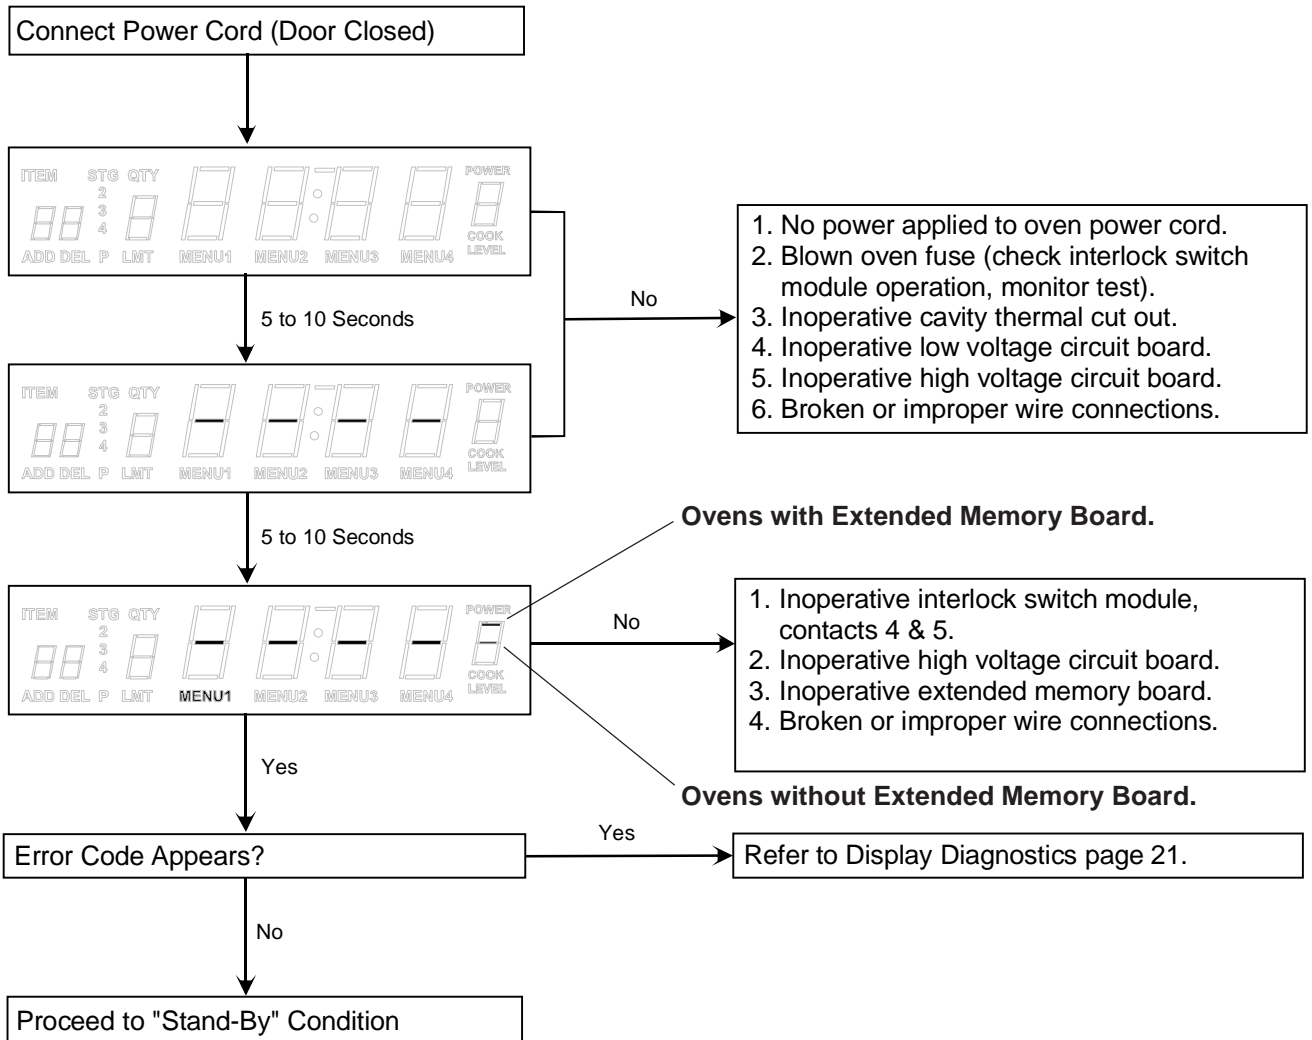 Connect Power Cord (Door Closed)
ITEM STG QTY POWER
2
3
4
COOK
ADD DEL P LMT MENU1 MENU2 MENU3 MENU4 LEVEL
1. No power applied to oven power cord.
2. Blown oven fuse (check interlock switch
module operation, monitor test).
3. Inoperative cavity thermal cut out.
4. Inoperative low voltage circuit board.
5. Inoperative high voltage circuit board.
6. Broken or improper wire connections.
No
5 to 10 Seconds
ITEM STG QTY POWER
2
3
4
COOK
ADD DEL P LMT MENU1 MENU2 MENU3 MENU4 LEVEL
5 to 10 Seconds
Ovens with Extended Memory Board.
ITEM STG QTY POWER
2
3
4
COOK
ADD DEL P LMT MENU1 MENU2 MENU3 MENU4 LEVEL
No
1. Inoperative interlock switch module,
contacts 4 & 5.
2. Inoperative high voltage circuit board.
3. Inoperative extended memory board.
4. Broken or improper wire connections.
Yes
Ovens without Extended Memory Board.
Error Code Appears?
Yes
Refer to Display Diagnostics page 21.
No
Proceed to "Stand-By" Condition